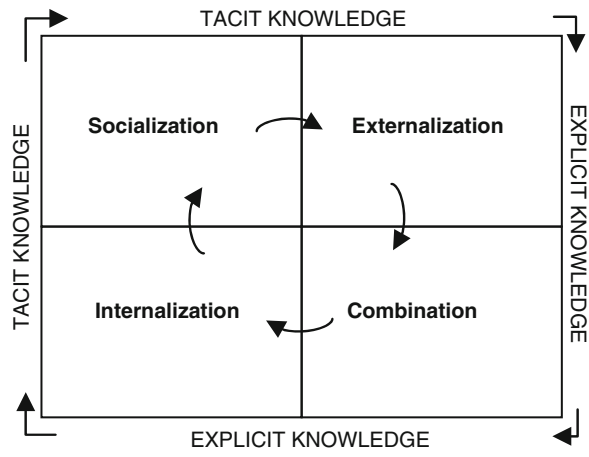 TACIT KNOWLEDGE
Socialization
Externalization
TACIT KNOWLEDGE
EXPLICIT KNOWLEDGE
Internalization
Combination
EXPLICIT KNOWLEDGE